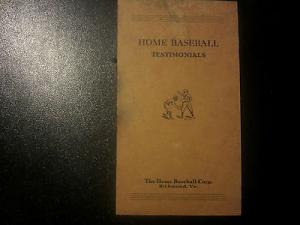 HOME BASEBALL
TESTIMONIALS
The Home Baseball Corp.
Richmond, Va.